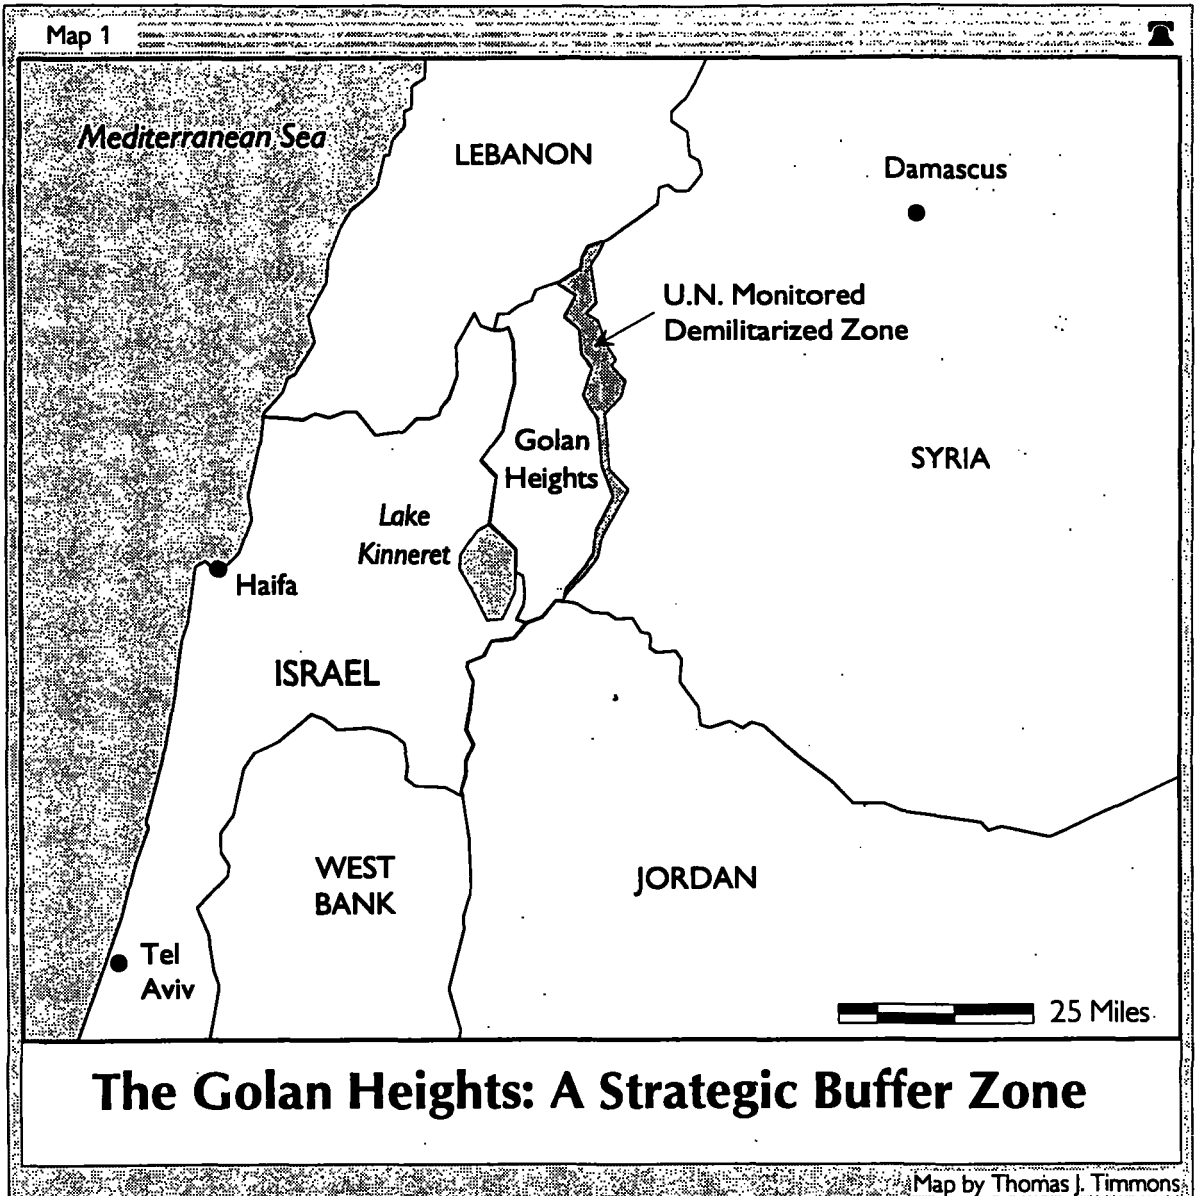 Map 1
Mediterranean Sea
LEBANON
Damascus
U.N. Monitored
Demilitarized Zone
Golan
Heights
SYRIA
Lake
Kinneret
Haifa
ISRAEL
WEST
BANK
JORDAN
Tel
Aviv
25 Miles
The Golan Heights: A Strategic Buffer Zone
Map by Thomas J. Timmons